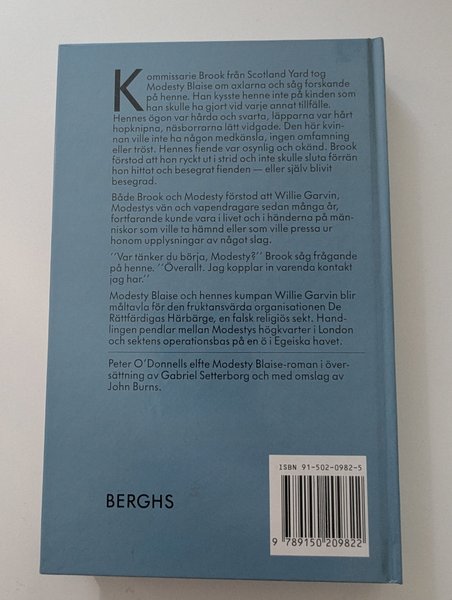 Kommissarie Brook från Scotland Yard tog
Modesty Blaise om axlarna och såg forskande
på henne. Han kysste henne inte på kinden som
han skulle ha gjort vid varje annat tillfälle.
Hennes ögon var hårda och svarta, läpparna var hårt
hopknipna, näsborrarna lätt vidgade. Den här kvin-
nan ville inte ha någon medkänsla, ingen omfamning
eller tröst. Hennes fiende var osynlig och okänd. Brook
förstod att hon ryckt ut i strid och inte skulle sluta förrän
hon hittat och besegrat fienden — eller själv blivit
besegrad.
Både Brook och Modesty förstod att Willie Garvin,
Modestys vän och vapendragare sedan många år,
fortfarande kunde vara i livet och i händerna på män-
niskor som ville ta hämnd eller som ville pressa ur
honom upplysningar av något slag.
''Var tänker du börja, Modesty?'' Brook såg frågande
på henne. ''Överallt. Jag kopplar in varenda kontakt
jag har.''
Modesty Blaise och hennes kumpan Willie Garvin blir
måltavla för den fruktansvärda organisationen De
Rättfärdigas Härbärge, en falsk religiös sekt. Hand-
lingen pendlar mellan Modestys högkvarter i London
och sektens operationsbas på en ö i Egeiska havet.
Peter O'Donnells elfte Modesty Blaise-roman i över-
sättning av Gabriel Setterborg och med omslag av
John Burns.
ISBN 91-502-0982-5
BERGHS
9 789150 209822